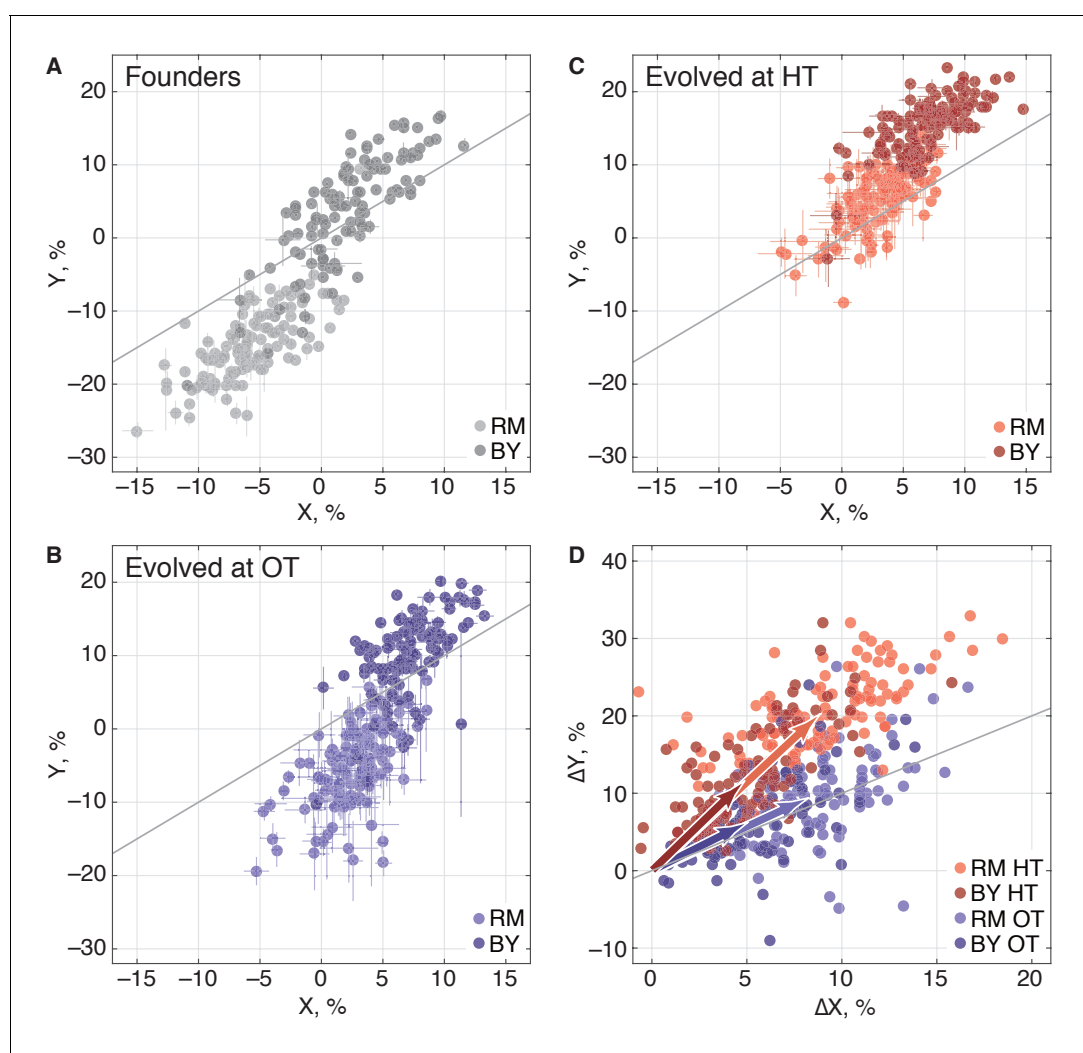 A
Founders
20
10
0
−10
−20
−30
Y, %
−15 −10 −5 0 5 10 15
X, %
RM
BY
C
Evolved at HT
20
10
0
−10
−20
−30
Y, %
−15 −10 −5 0 5 10 15
X, %
RM
BY
B
Evolved at OT
20
10
0
−10
−20
−30
Y, %
−15 −10 −5 0 5 10 15
X, %
RM
BY
D
40
30
20
10
0
−10
ΔY, %
0 5 10 15 20
ΔX, %
RM HT
BY HT
RM OT
BY OT